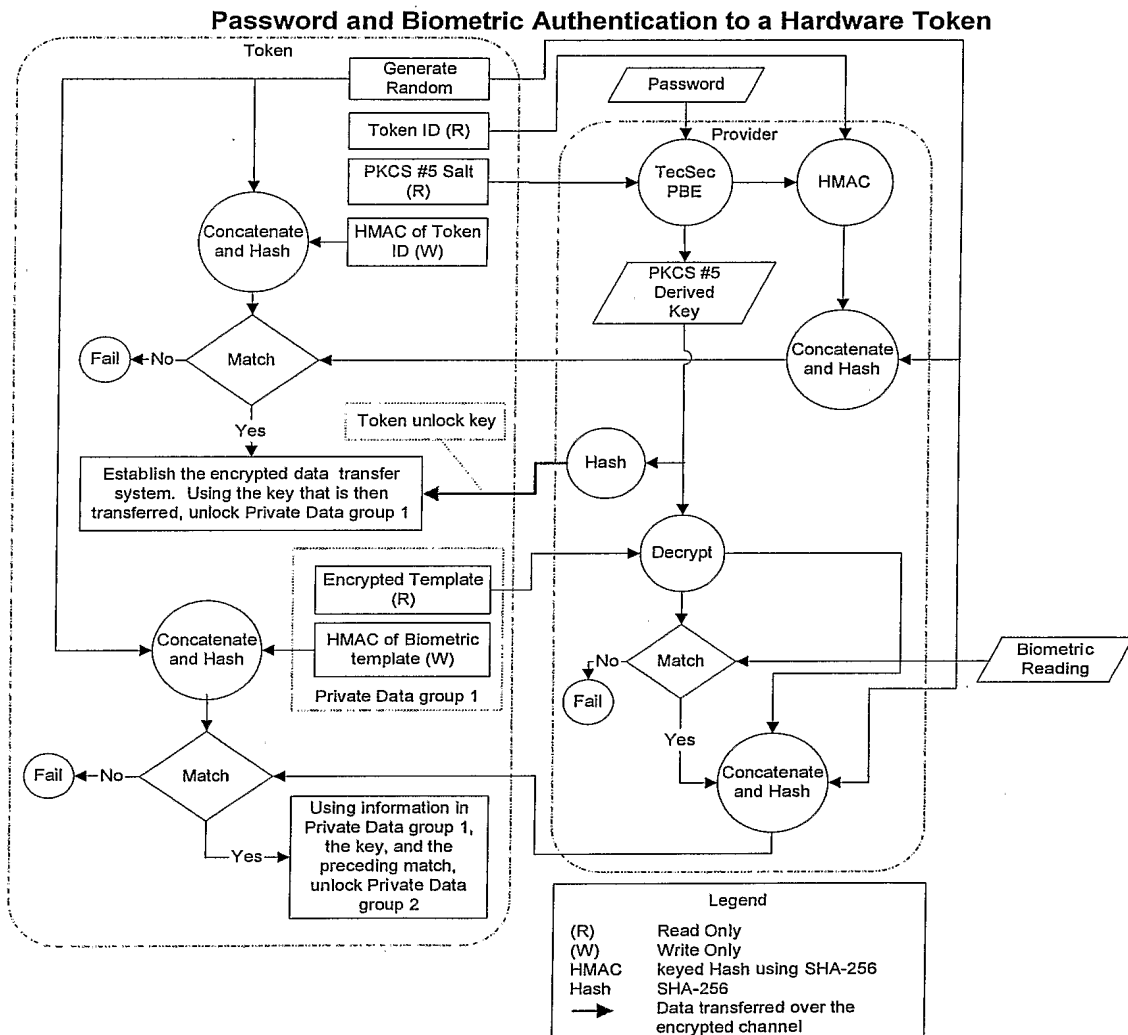 Password and Biometric Authentication to a Hardware Token
Token
Generate
Random
Password
Token ID (R)
Provider
PKCS #5 Salt
(R)
TecSec
PBE
HMAC
Concatenate
and Hash
HMAC of Token
ID (W)
PKCS #5
Derived
Key
Fail
No
Match
Concatenate
and Hash
Yes
Token unlock key
Hash
Establish the encrypted data transfer
system. Using the key that is then
transferred, unlock Private Data group 1
Decrypt
Encrypted Template
(R)
Concatenate
and Hash
HMAC of Biometric
template (W)
Private Data group 1
No
Match
Biometric
Reading
Fail
Yes
Fail
No
Match
Concatenate
and Hash
Using information in
Private Data group 1,
the key, and the
preceding match,
unlock Private Data
group 2
Yes
Legend
(R) Read Only
(W) Write Only
HMAC keyed Hash using SHA-256
Hash SHA-256
Data transferred over the
encrypted channel